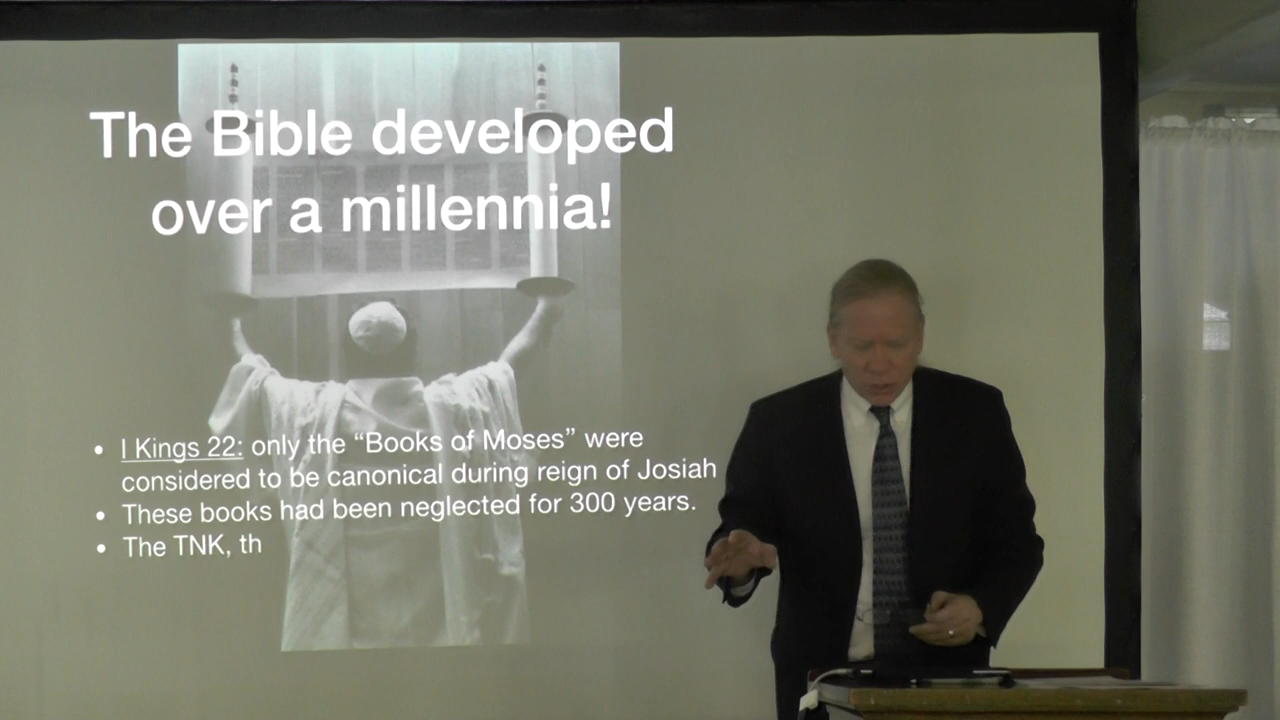 The Bible developed
over a millennia!
• I Kings 22: only the “Books of Moses” were
considered to be canonical during reign of Josiah
• These books had been neglected for 300 years.
• The TNK, th